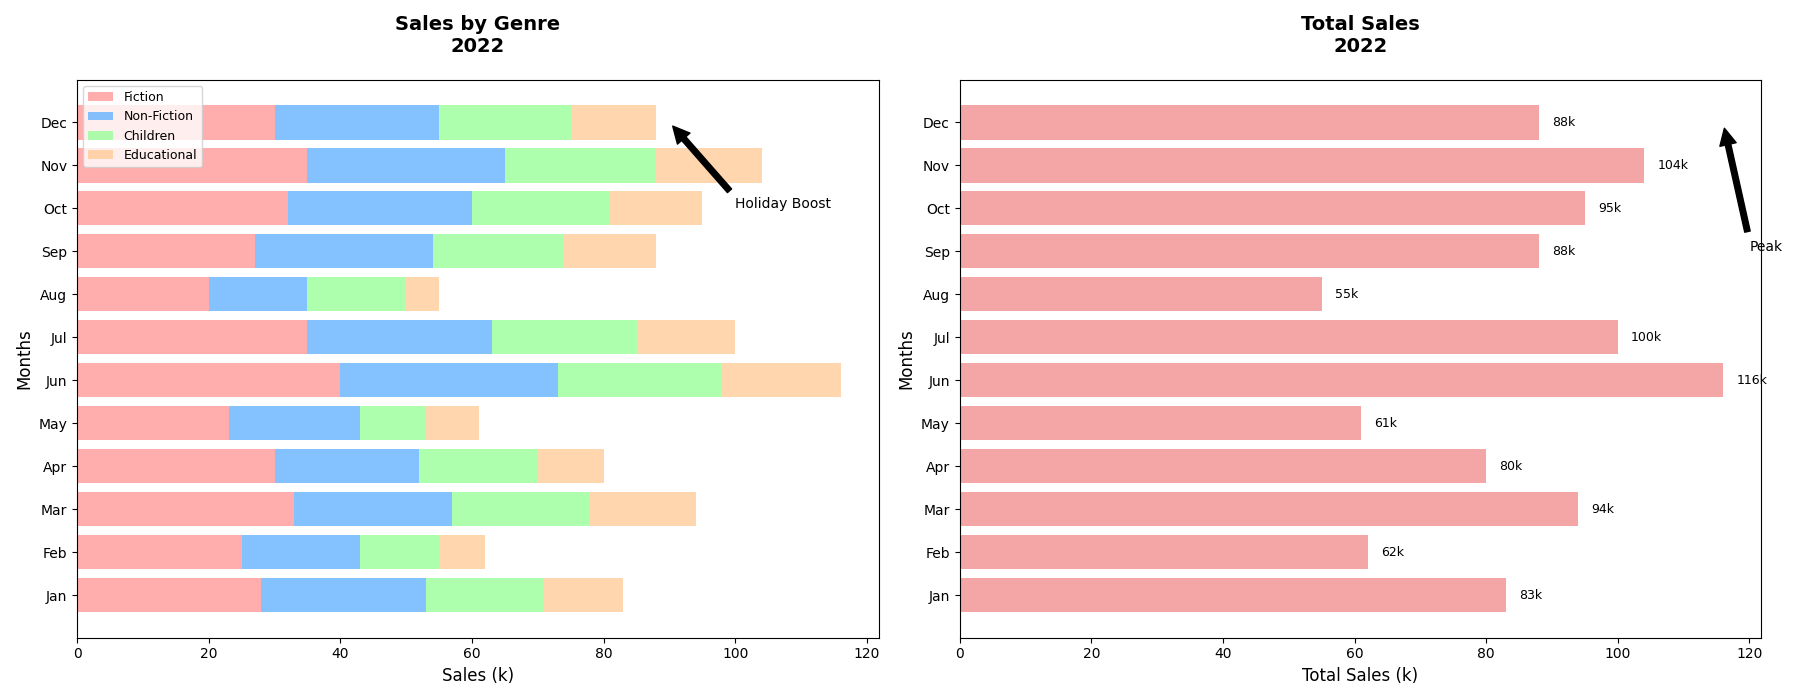 Sales by Genre
2022
Fiction
Non-Fiction
Children
Educational
Dec
Nov
Oct
Sep
Aug
Jul
Jun
May
Apr
Mar
Feb
Jan
Months
Holiday Boost
0 20 40 60 80 100 120
Sales (k)
Total Sales
2022
Dec 88k
Nov 104k
Oct 95k
Sep 88k
Peak
Aug 55k
Jul 100k
Jun 116k
May 61k
Apr 80k
Mar 94k
Feb 62k
Jan 83k
Months
0 20 40 60 80 100 120
Total Sales (k)